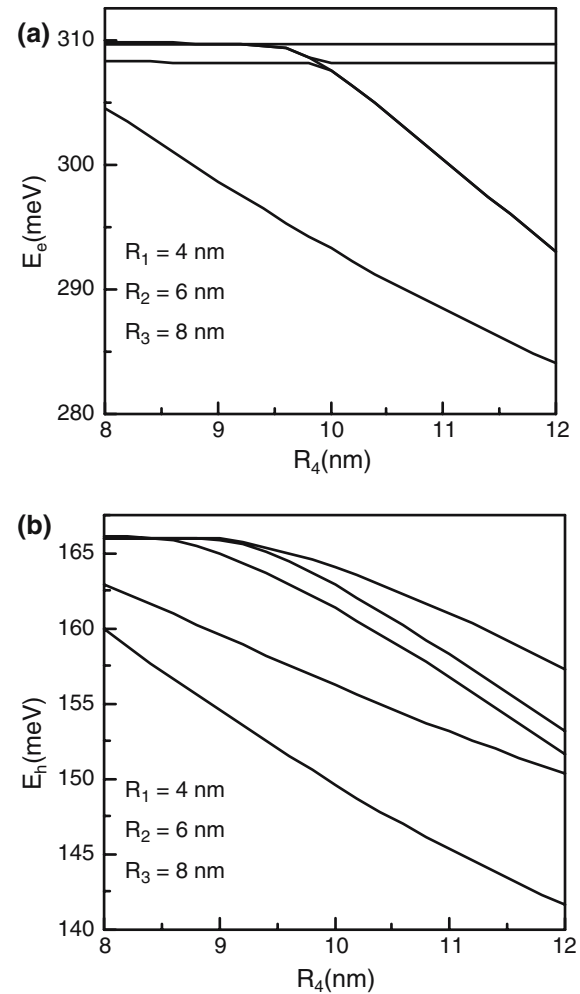 (a)
310
300
290
280
E_e(meV)
R_1 = 4 nm
R_2 = 6 nm
R_3 = 8 nm
8 9 10 11 12
R_4(nm)
(b)
165
160
155
150
145
140
E_h(meV)
R_1 = 4 nm
R_2 = 6 nm
R_3 = 8 nm
8 9 10 11 12
R_4(nm)